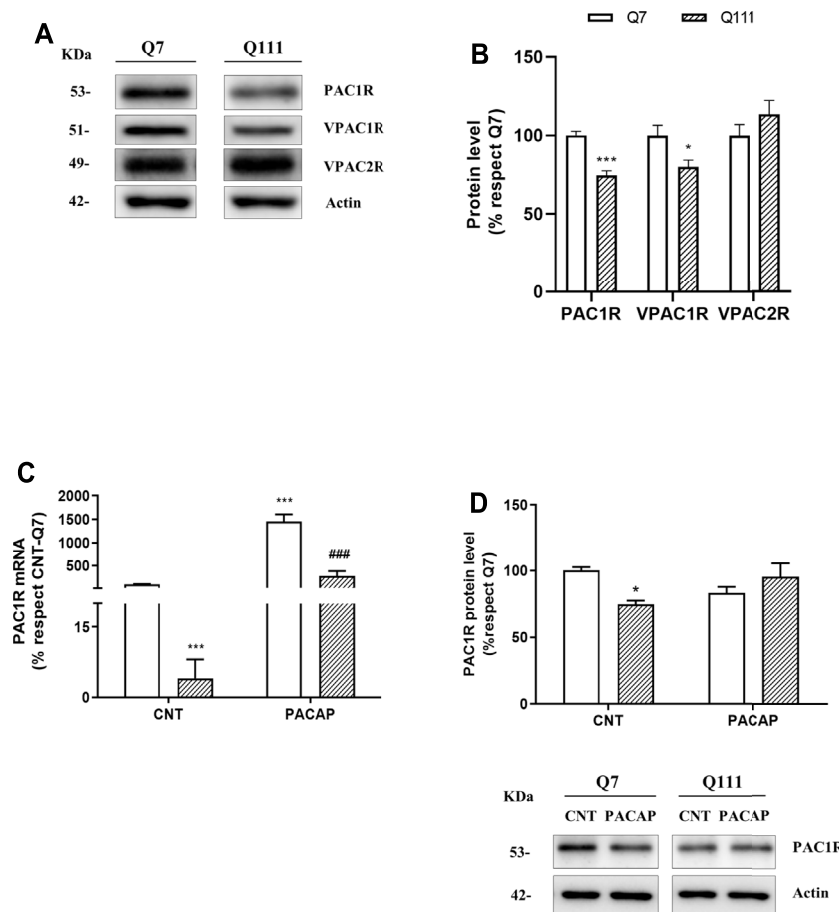 A
KDa
Q7
Q111
53-
PAC1R
51-
VPAC1R
49-
VPAC2R
42-
Actin
Q7
Q111
B
Protein level
(% respect Q7)
150
100
50
0
***
*
PAC1R
VPAC1R
VPAC2R
C
PAC1R mRNA
(% respect CNT-Q7)
2000
1500
1000
500
15
0
***
***
###
CNT
PACAP
D
PAC1R protein level
(%respect Q7)
150
100
50
0
*
CNT
PACAP
KDa
Q7
Q111
CNT PACAP
CNT PACAP
53-
PAC1R
42-
Actin